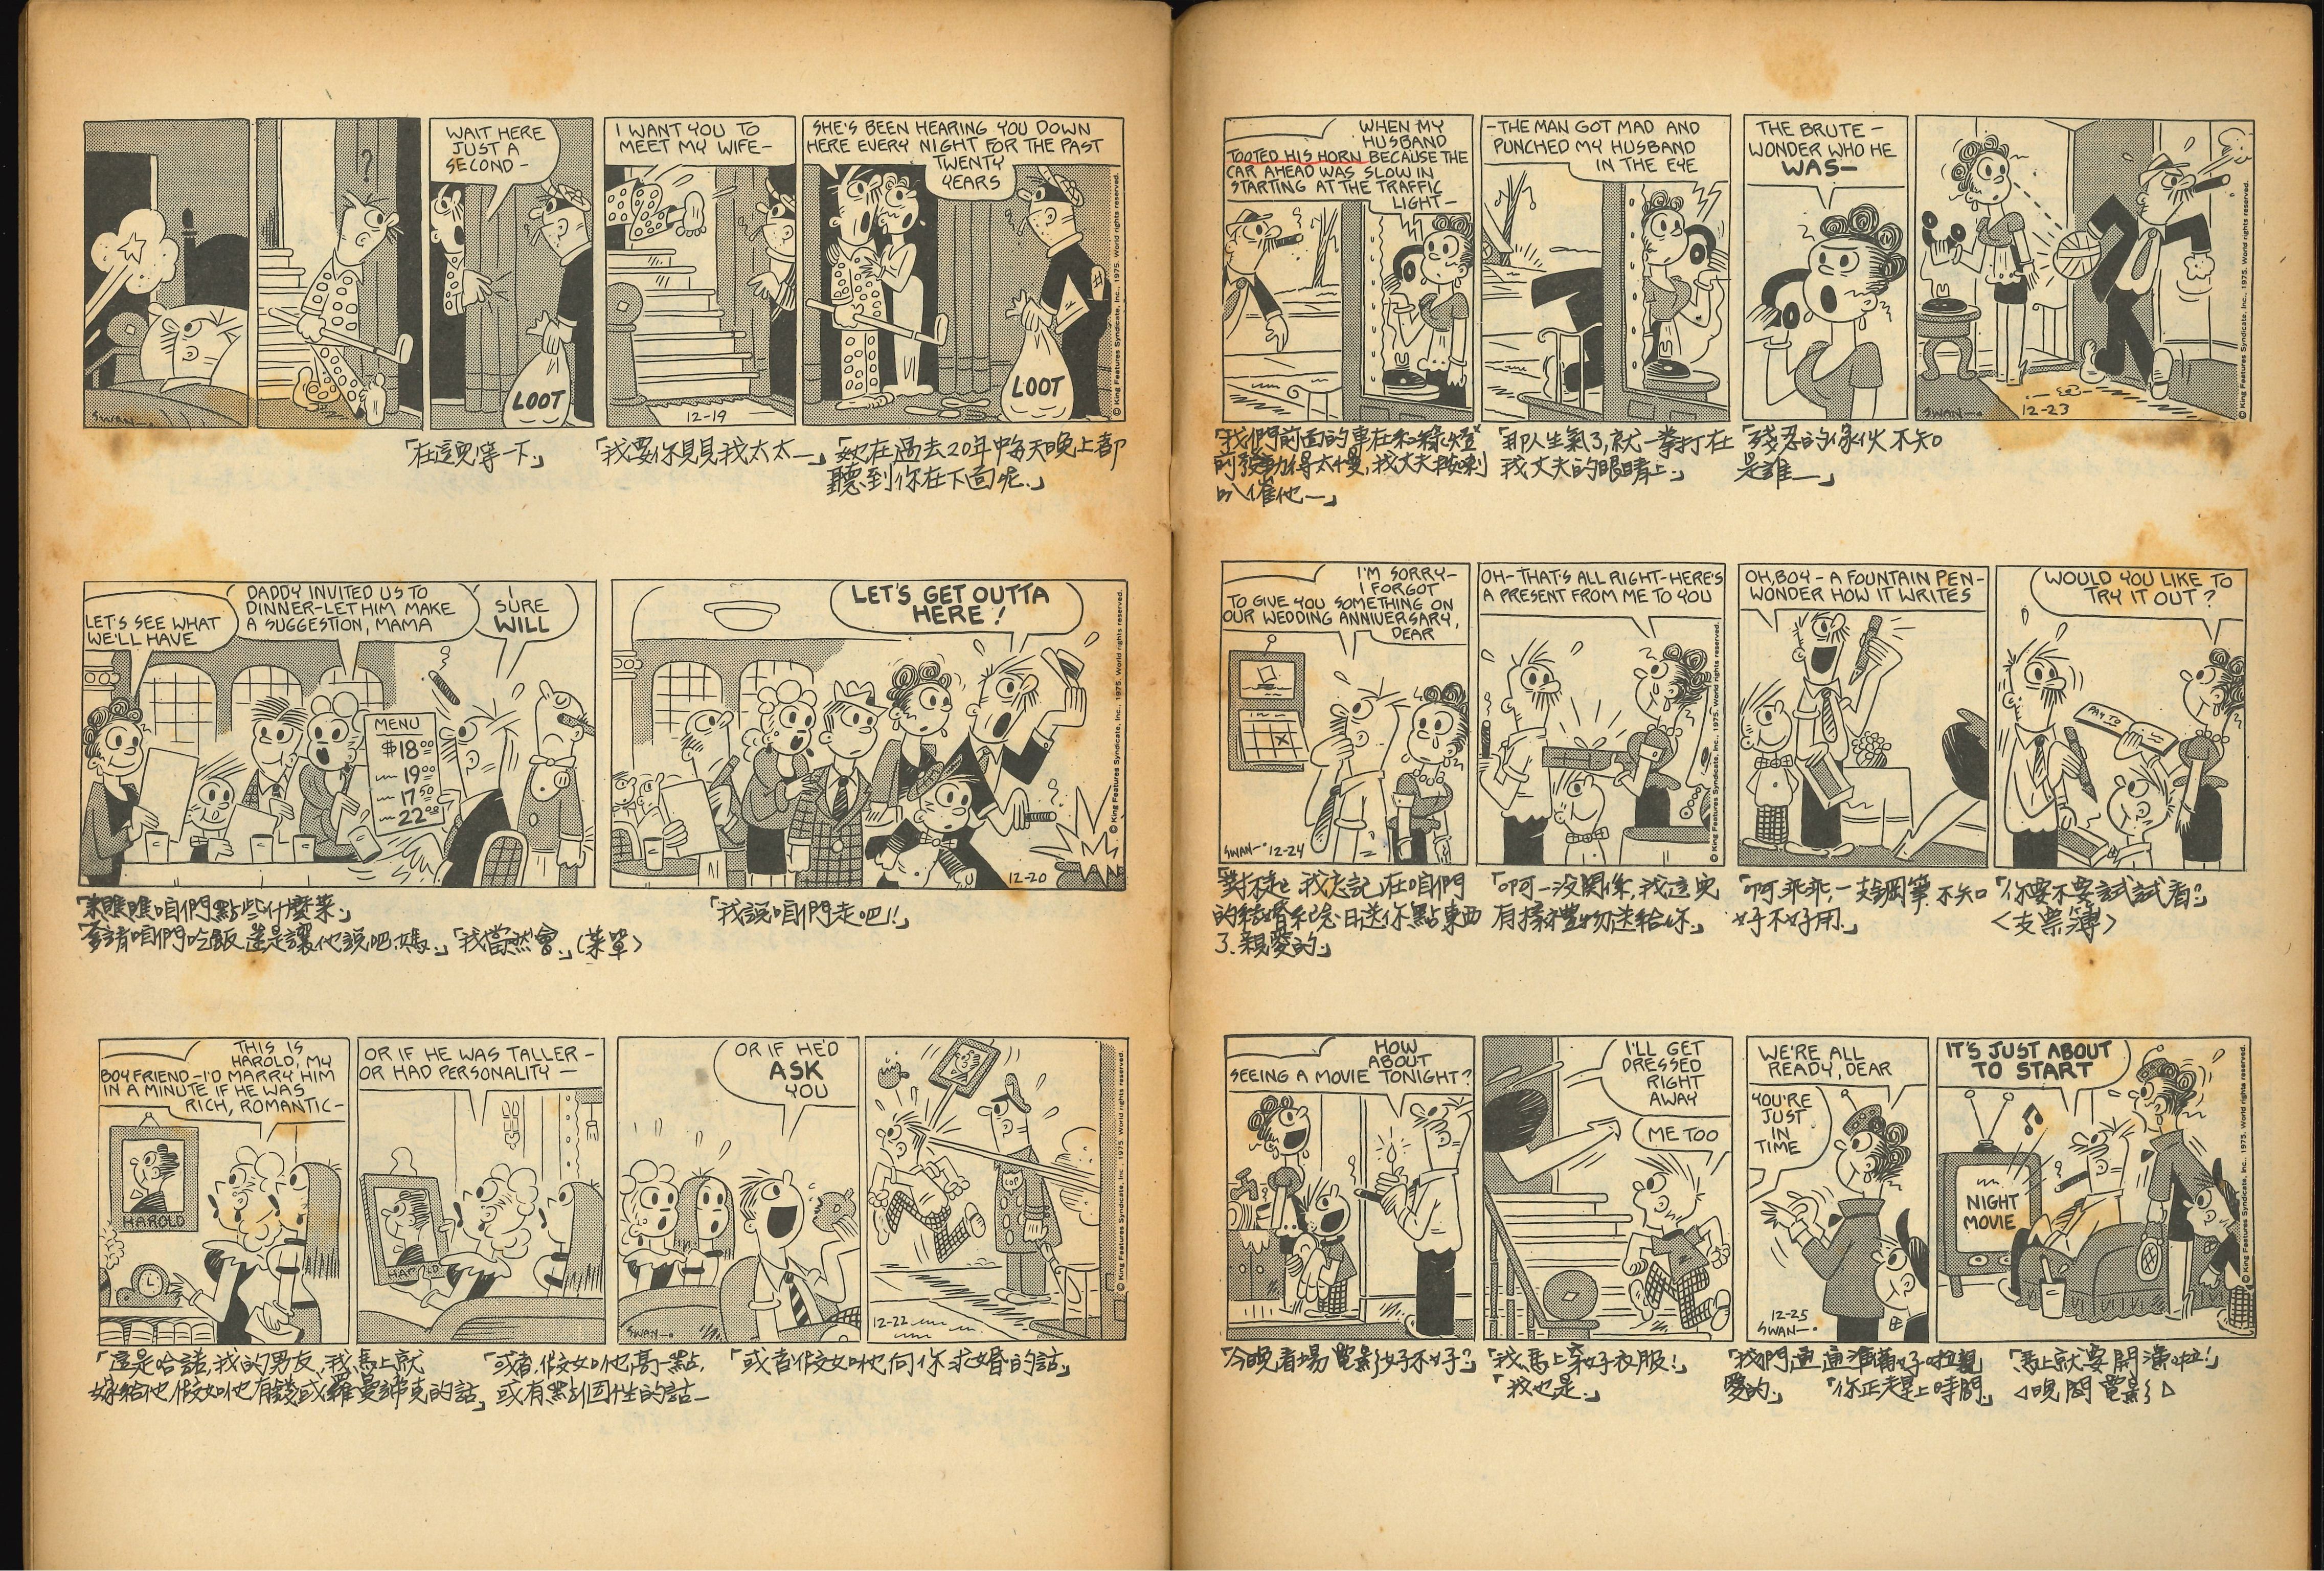 WAIT HERE
JUST A
SECOND-
I WANT YOU TO
MEET MY WIFE-
SHE'S BEEN HEARING YOU DOWN
HERE EVERY NIGHT FOR THE PAST
TWENTY
YEARS
LOOT
LOOT
SWAN-.
12-19
© King Features Syndicate, Inc., 1975. World rights reserved.
「在這兒等一下。」
「我要你見見我太太—」
「她在過去20年中每天晚上都
聽到你在下面呢.」
LET'S SEE WHAT
WE'LL HAVE
DADDY INVITED US TO
DINNER-LET HIM MAKE
A SUGGESTION, MAMA
I
SURE
WILL
MENU
$18.00
19.00
17.50
22.00
LET'S GET OUTTA
HERE!
12-20
SWAN
© King Features Syndicate, Inc., 1975. World rights reserved.
「來瞧瞧咱們點些什麼菜。」
「爹請咱們吃飯 還是讓他說吧,媽。」「我當然會。」(菜單)
「我說咱們走吧!!」
THIS IS
HAROLD, MY
BOY FRIEND-I'D MARRY HIM
IN A MINUTE IF HE WAS
RICH, ROMANTIC-
HAROLD
OR IF HE WAS TALLER-
OR HAD PERSONALITY-
HAROLD
OR IF HE'D
ASK
YOU
SWAN-.
12-22
© King Features Syndicate, Inc., 1975. World rights reserved.
「這是哈諾,我的男友,我馬上就
嫁給他 假如他有錢或羅曼蒂克的話」
「或者,假如他高一點,
或有點個性的話—
「或者假如他向你求婚的話」
WHEN MY
HUSBAND
TOOTED HIS HORN BECAUSE THE
CAR AHEAD WAS SLOW IN
STARTING AT THE TRAFFIC
LIGHT-
-THE MAN GOT MAD AND
PUNCHED MY HUSBAND
IN THE EYE
THE BRUTE-
WONDER WHO HE
WAS-
SWAN-.
12-23
© King Features Syndicate, Inc., 1975. World rights reserved.
「我們前面的車在紅綠燈
前發動得太慢,我丈夫按喇
叭催他—」
「那人生氣了,就一拳打在
我丈夫的眼睛上。」
「殘忍的傢伙 不知
是誰—」
I'M SORRY-
I FORGOT
TO GIVE YOU SOMETHING ON
OUR WEDDING ANNIVERSARY,
DEAR
SWAN-. 12-24
OH-THAT'S ALL RIGHT-HERE'S
A PRESENT FROM ME TO YOU
© King Features Syndicate, Inc., 1975. World rights reserved.
OH, BOY-A FOUNTAIN PEN-
WONDER HOW IT WRITES
WOULD YOU LIKE TO
TRY IT OUT?
PAY TO
「對不起 我忘記在咱們
的結婚紀念日送你點東西
了.親愛的」
「啊—沒關係,我這兒
有樣禮物送給你.」
「啊 乖乖,一支鋼筆 不知
好不好用.」
「你要不要試試看?」
<支票簿>
HOW
ABOUT
SEEING A MOVIE TONIGHT?
I'LL GET
DRESSED
RIGHT
AWAY
ME TOO
WE'RE ALL
READY, DEAR
YOU'RE
JUST
IN
TIME
12-25
SWAN-.
IT'S JUST ABOUT
TO START
NIGHT
MOVIE
© King Features Syndicate, Inc., 1975. World rights reserved.
「今晚看場電影好不好?」
「我馬上穿好衣服!」
「我也是.」
「我們通通準備好啦親
愛的」
「你正趕上時間.」
「馬上就要開演啦!」
◁晚間電影▷